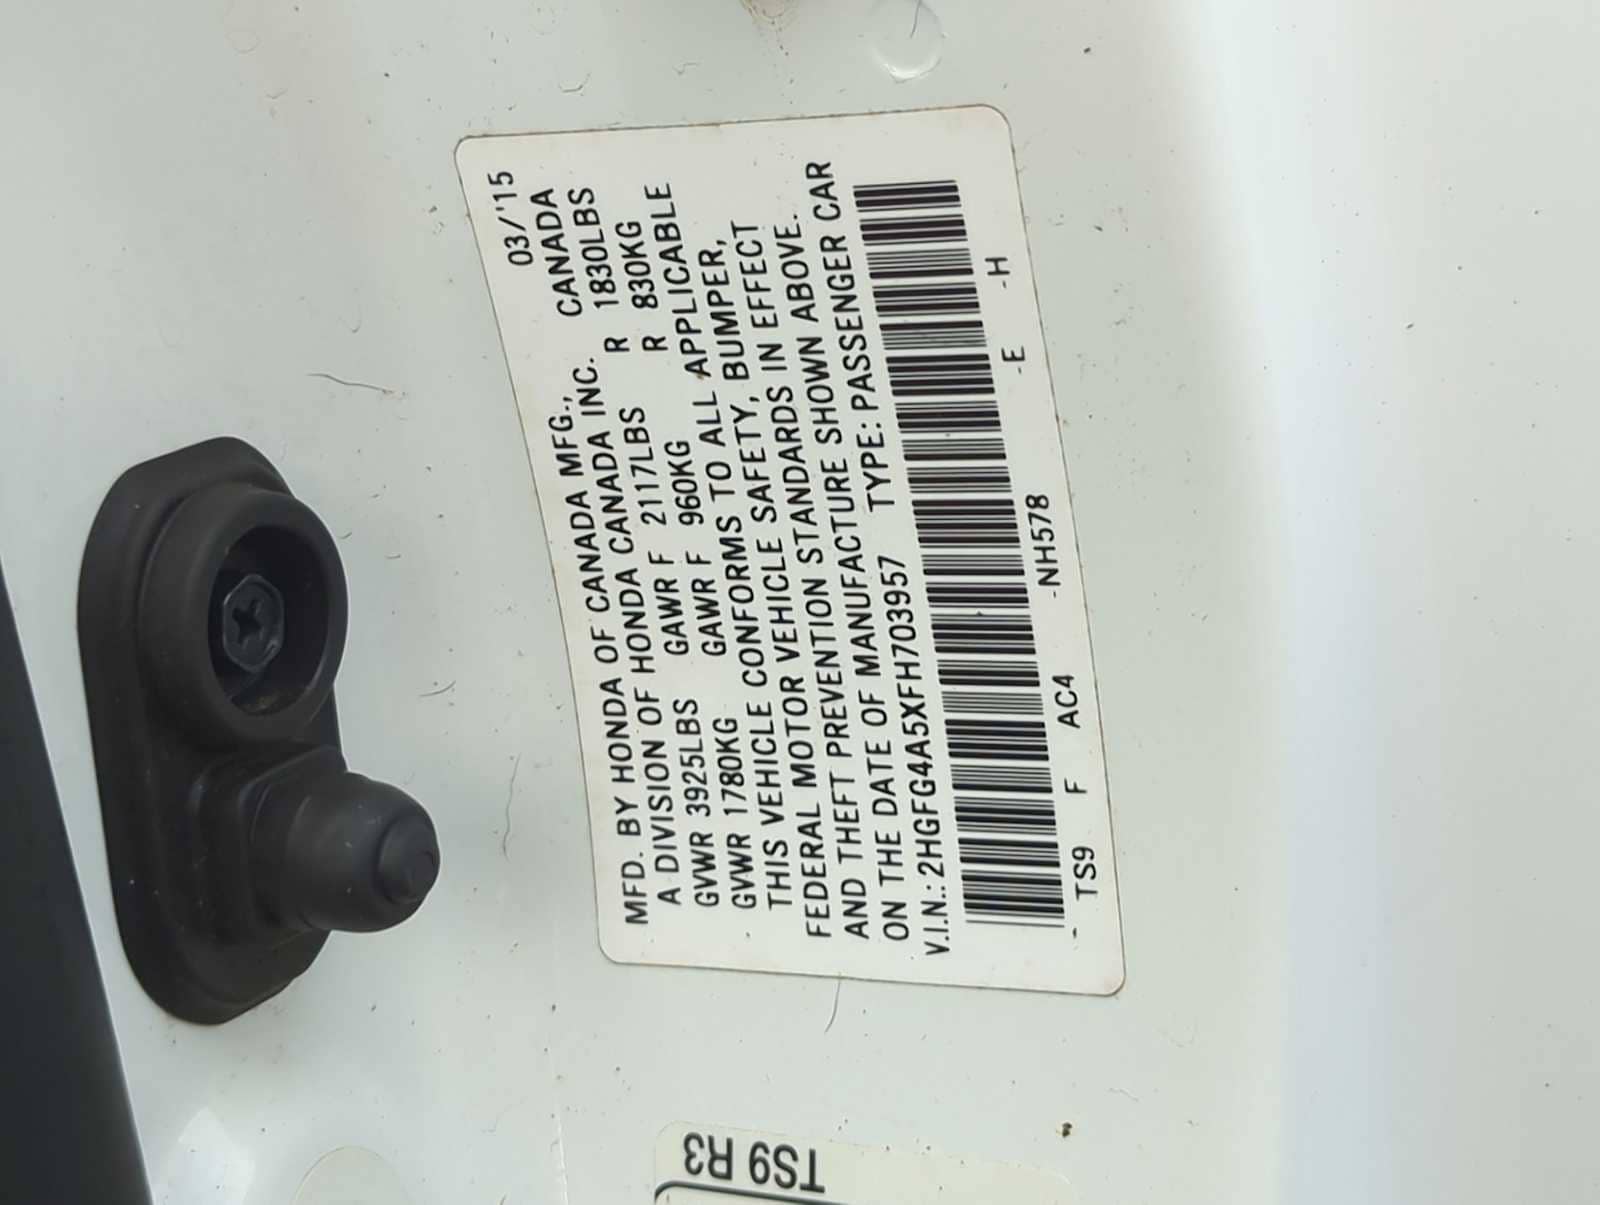 03/'15
MFD. BY HONDA OF CANADA MFG., CANADA
A DIVISION OF HONDA CANADA INC.
GVWR 3925LBS GAWR F 2117LBS R 1830LBS
GVWR 1780KG GAWR F 960KG R 830KG
THIS VEHICLE CONFORMS TO ALL APPLICABLE
FEDERAL MOTOR VEHICLE SAFETY, BUMPER,
AND THEFT PREVENTION STANDARDS IN EFFECT
ON THE DATE OF MANUFACTURE SHOWN ABOVE.
V.I.N.: 2HGFG4A5XFH703957 TYPE: PASSENGER CAR
- TS9 F AC4 -NH578 -E -H
TS9 R3